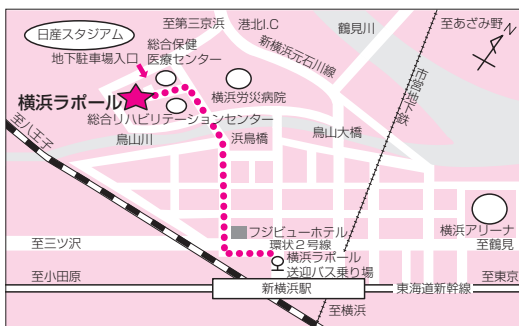 至第三京浜
港北I.C
鶴見川
至あざみ野
N
日産スタジアム
地下駐車場入口
総合保健
医療センター
新横浜元石川線
市営地下鉄
横浜ラポール
横浜労災病院
総合リハビリテーションセンター
至八王子
鳥山川
浜鳥橋
鳥山大橋
フジビューホテル
環状2号線
横浜アリーナ
至鶴見
至三ツ沢
横浜ラポール
送迎バス乗り場
至小田原
新横浜駅
東海道新幹線
至東京
至横浜